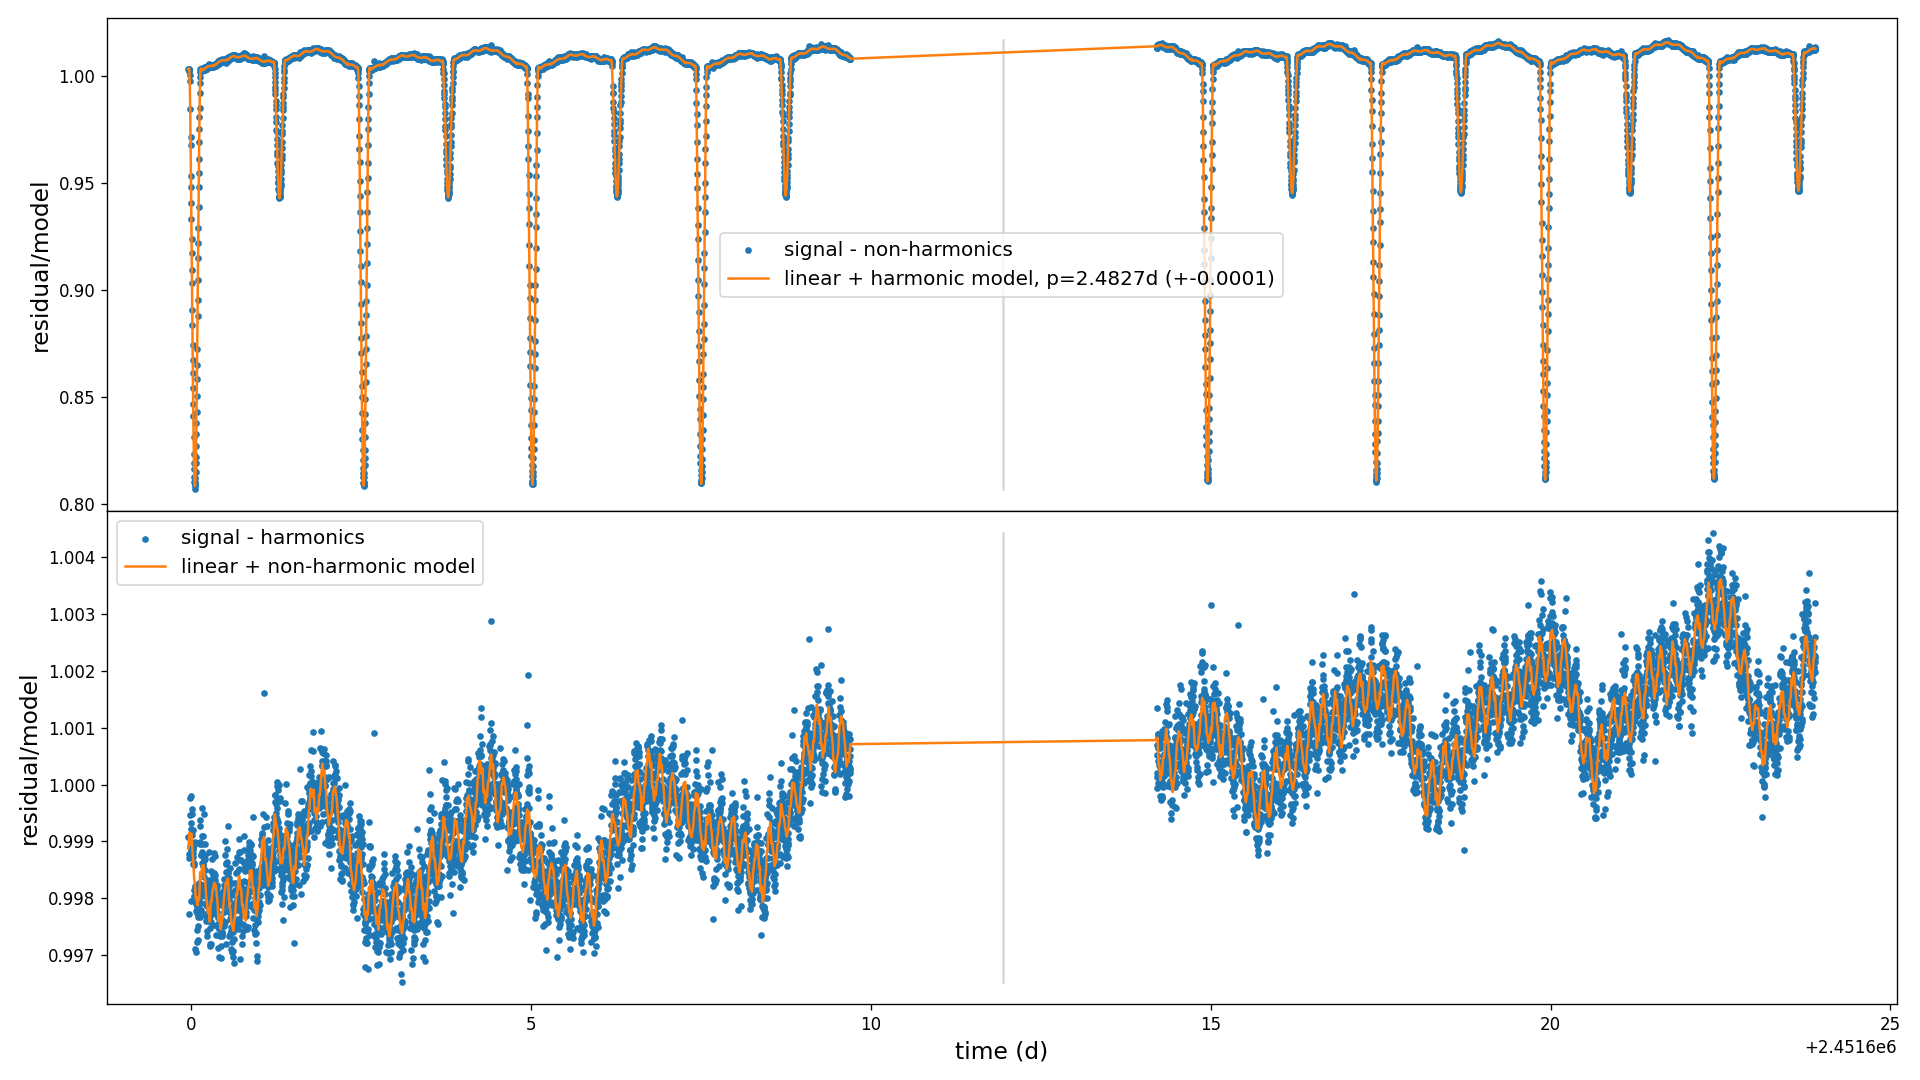 residual/model
1.00
0.95
0.90
0.85
0.80
signal - non-harmonics
linear + harmonic model, p=2.4827d (+-0.0001)
residual/model
1.004
1.003
1.002
1.001
1.000
0.999
0.998
0.997
signal - harmonics
linear + non-harmonic model
0 5 10 15 20 25
time (d)
+2.4516e6